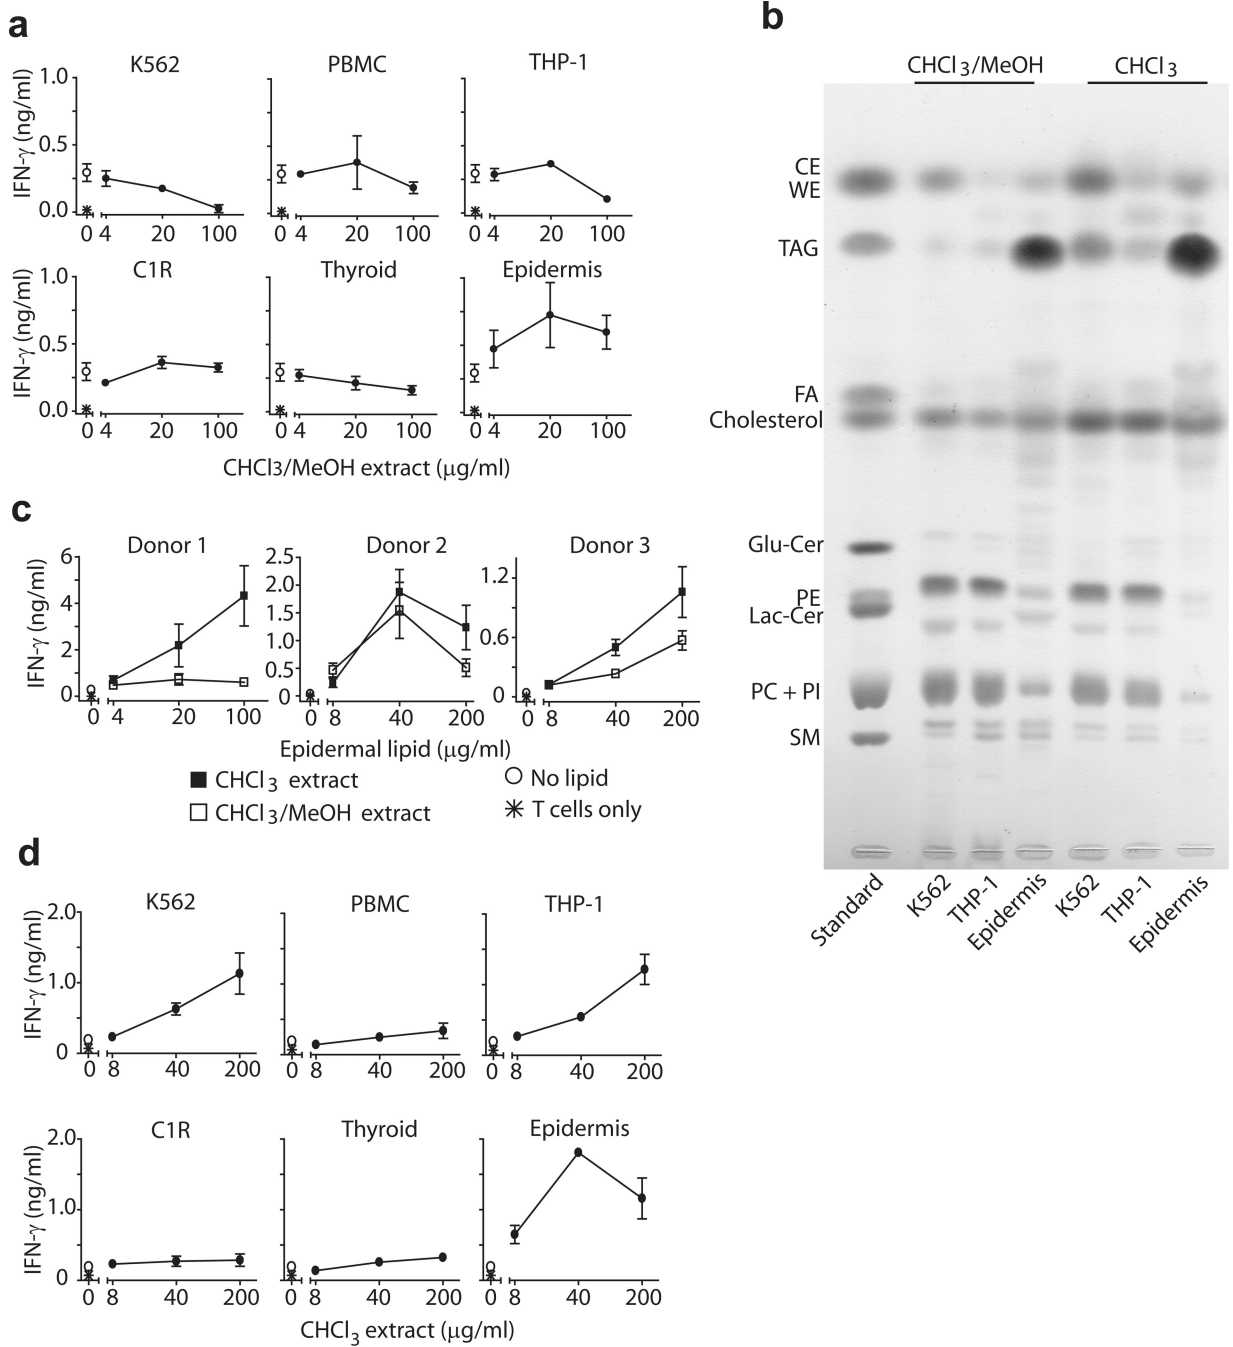 a
K562
PBMC
THP-1
IFN-γ (ng/ml)
1.0
0.5
0.0
0 4 20 100
0 4 20 100
0 4 20 100
C1R
Thyroid
Epidermis
IFN-γ (ng/ml)
1.0
0.5
0.0
0 4 20 100
0 4 20 100
0 4 20 100
CHCl3/MeOH extract (μg/ml)
b
CHCl3/MeOH
CHCl3
CE
WE
TAG
FA
Cholesterol
Glu-Cer
PE
Lac-Cer
PC + PI
SM
Standard
K562
THP-1
Epidermis
K562
THP-1
Epidermis
c
Donor 1
Donor 2
Donor 3
IFN-γ (ng/ml)
6
4
2
0
0 4 20 100
2.5
2.0
1.5
1.0
0.5
0
0 8 40 200
1.2
0.6
0
0 8 40 200
Epidermal lipid (μg/ml)
CHCl3 extract
No lipid
CHCl3/MeOH extract
T cells only
d
K562
PBMC
THP-1
IFN-γ (ng/ml)
2.0
1.0
0
0 8 40 200
0 8 40 200
0 8 40 200
C1R
Thyroid
Epidermis
IFN-γ (ng/ml)
2.0
1.0
0
0 8 40 200
0 8 40 200
0 8 40 200
CHCl3 extract (μg/ml)